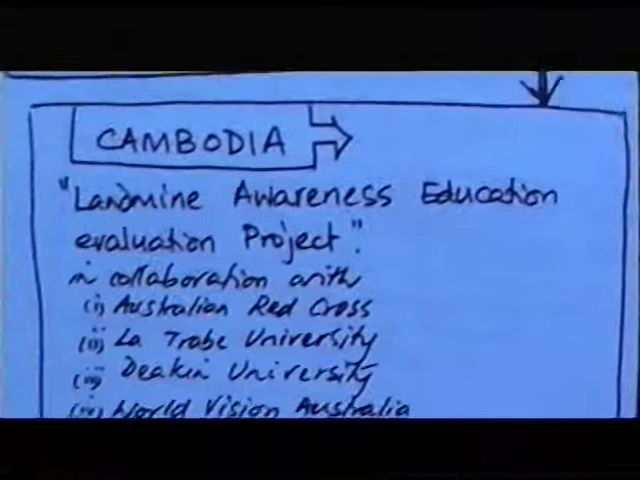 CAMBODIA
"Landmine Awareness Education
evaluation Project".
in collaboration with
(i) Australian Red Cross
(ii) La Trobe University
(iii) Deakin University
(iv) World Vision Australia